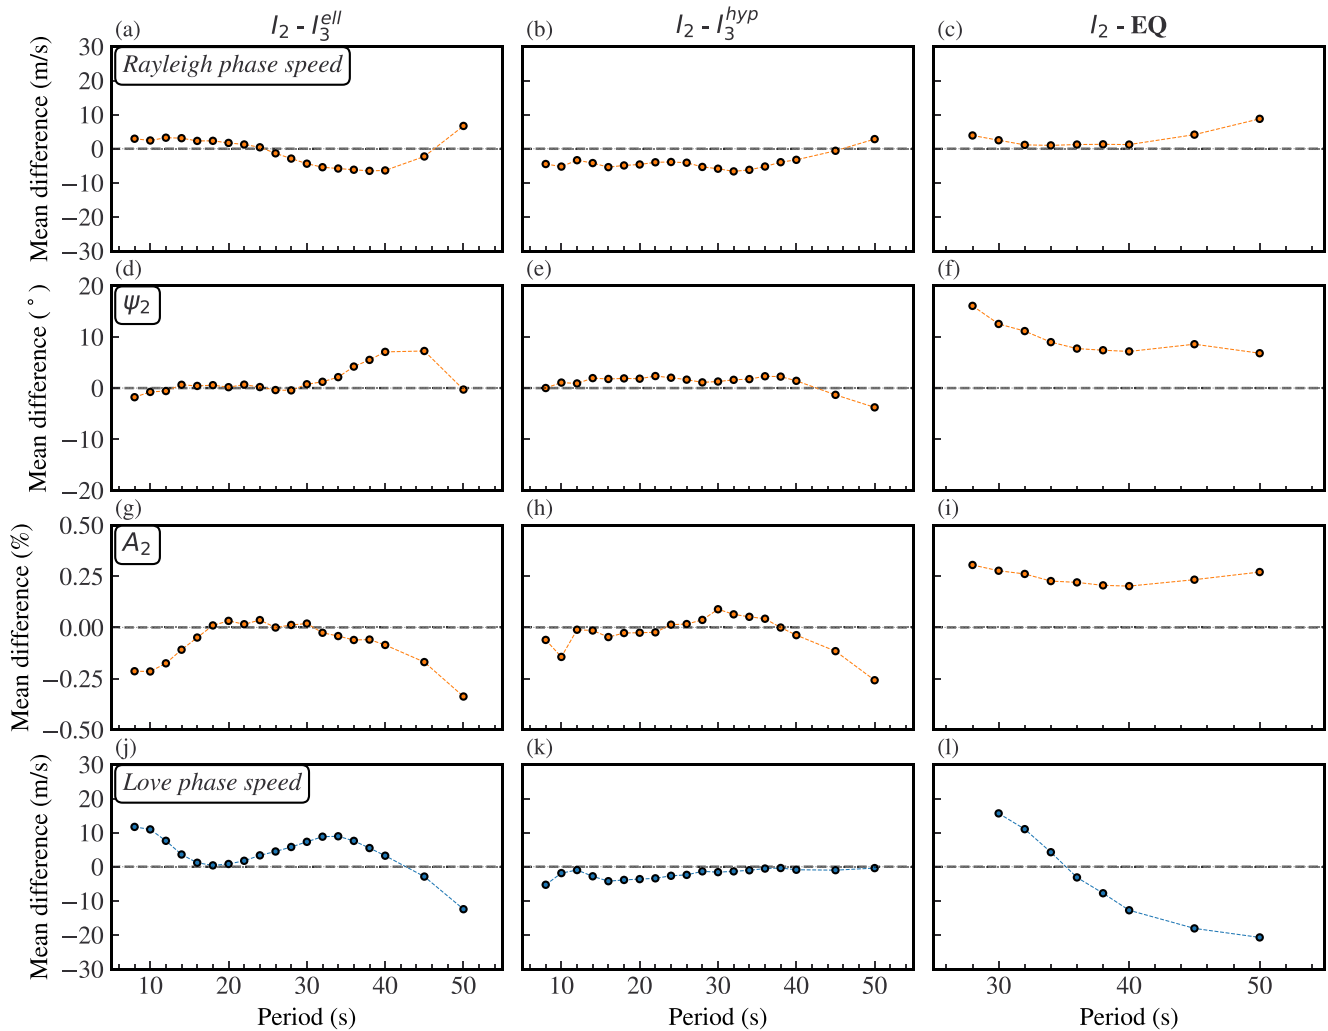 (a) I₂ - I₃ᵉˡˡ (b) I₂ - I₃ʰʸᵖ (c) I₂ - EQ
Mean difference (m/s)
30
20
10
0
−10
−20
−30
Rayleigh phase speed
(d) (e) (f)
Mean difference (°)
20
10
0
−10
−20
ψ₂
(g) (h) (i)
Mean difference (%)
0.50
0.25
0.00
−0.25
−0.50
A₂
(j) (k) (l)
Mean difference (m/s)
30
20
10
0
−10
−20
−30
Love phase speed
10 20 30 40 50 10 20 30 40 50 30 40 50
Period (s) Period (s) Period (s)